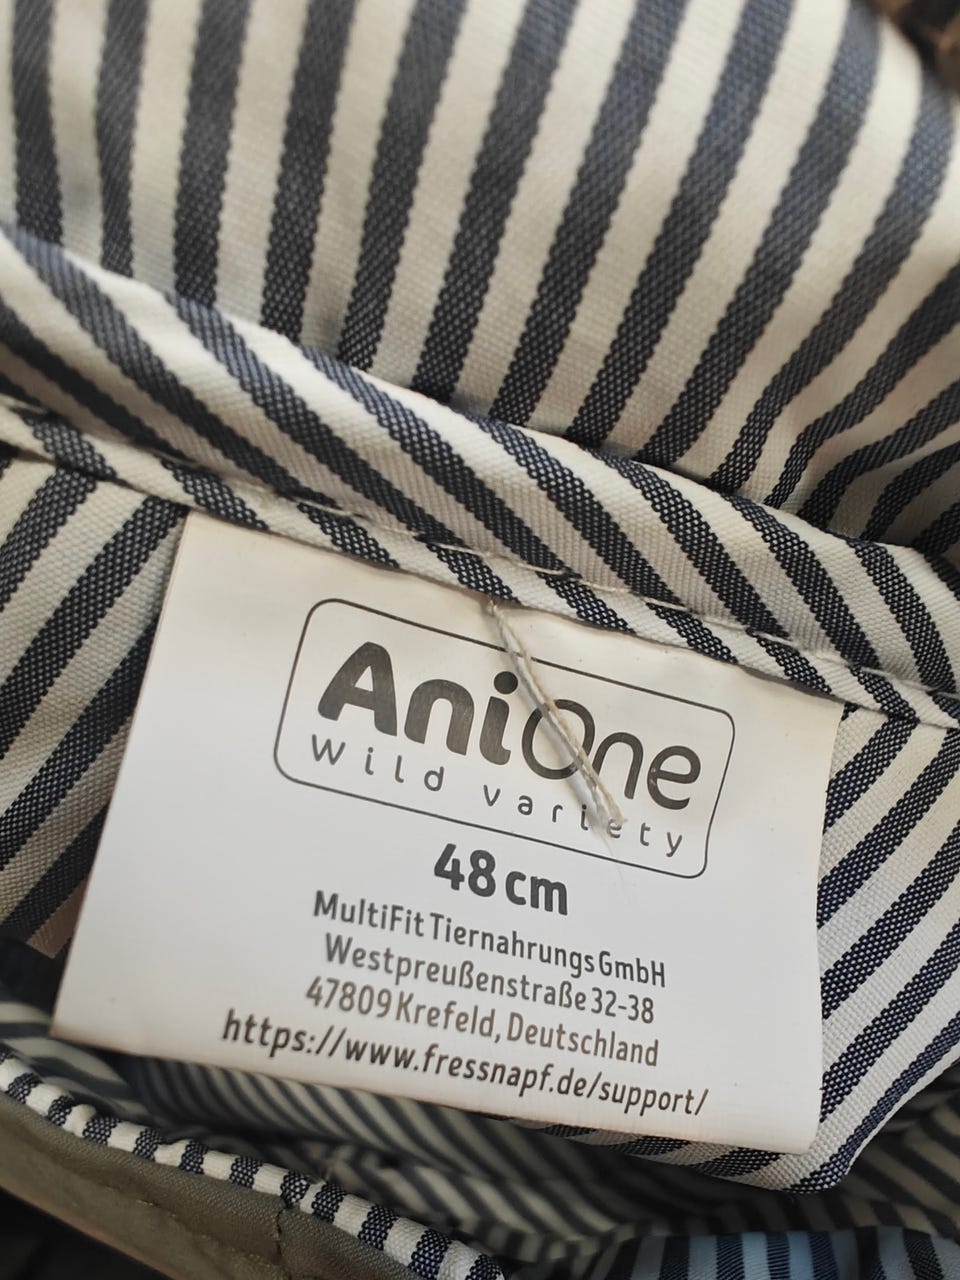 AniOne
Wild variety
48 cm
MultiFit Tiernahrungs GmbH
Westpreußenstraße 32-38
47809 Krefeld, Deutschland
https://www.fressnapf.de/support/